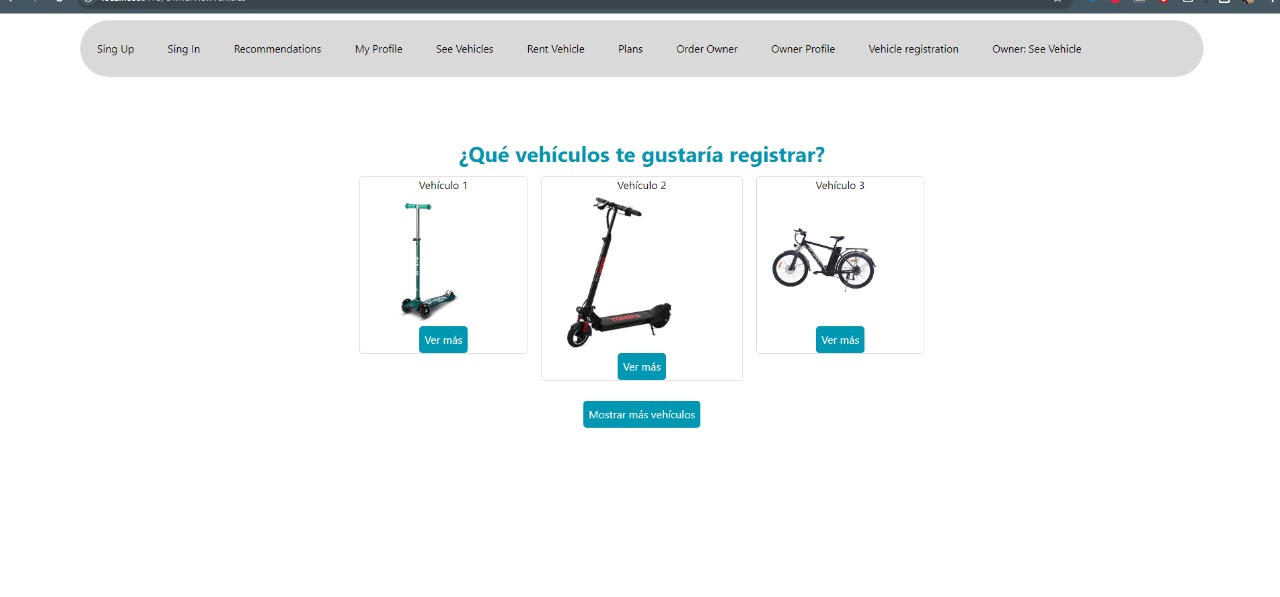 Sing Up Sing In Recommendations My Profile See Vehicles Rent Vehicle Plans Order Owner Owner Profile Vehicle registration Owner: See Vehicle
¿Qué vehículos te gustaría registrar?
Vehículo 1 Vehículo 2 Vehículo 3
Ver más Ver más
Ver más
Mostrar más vehículos